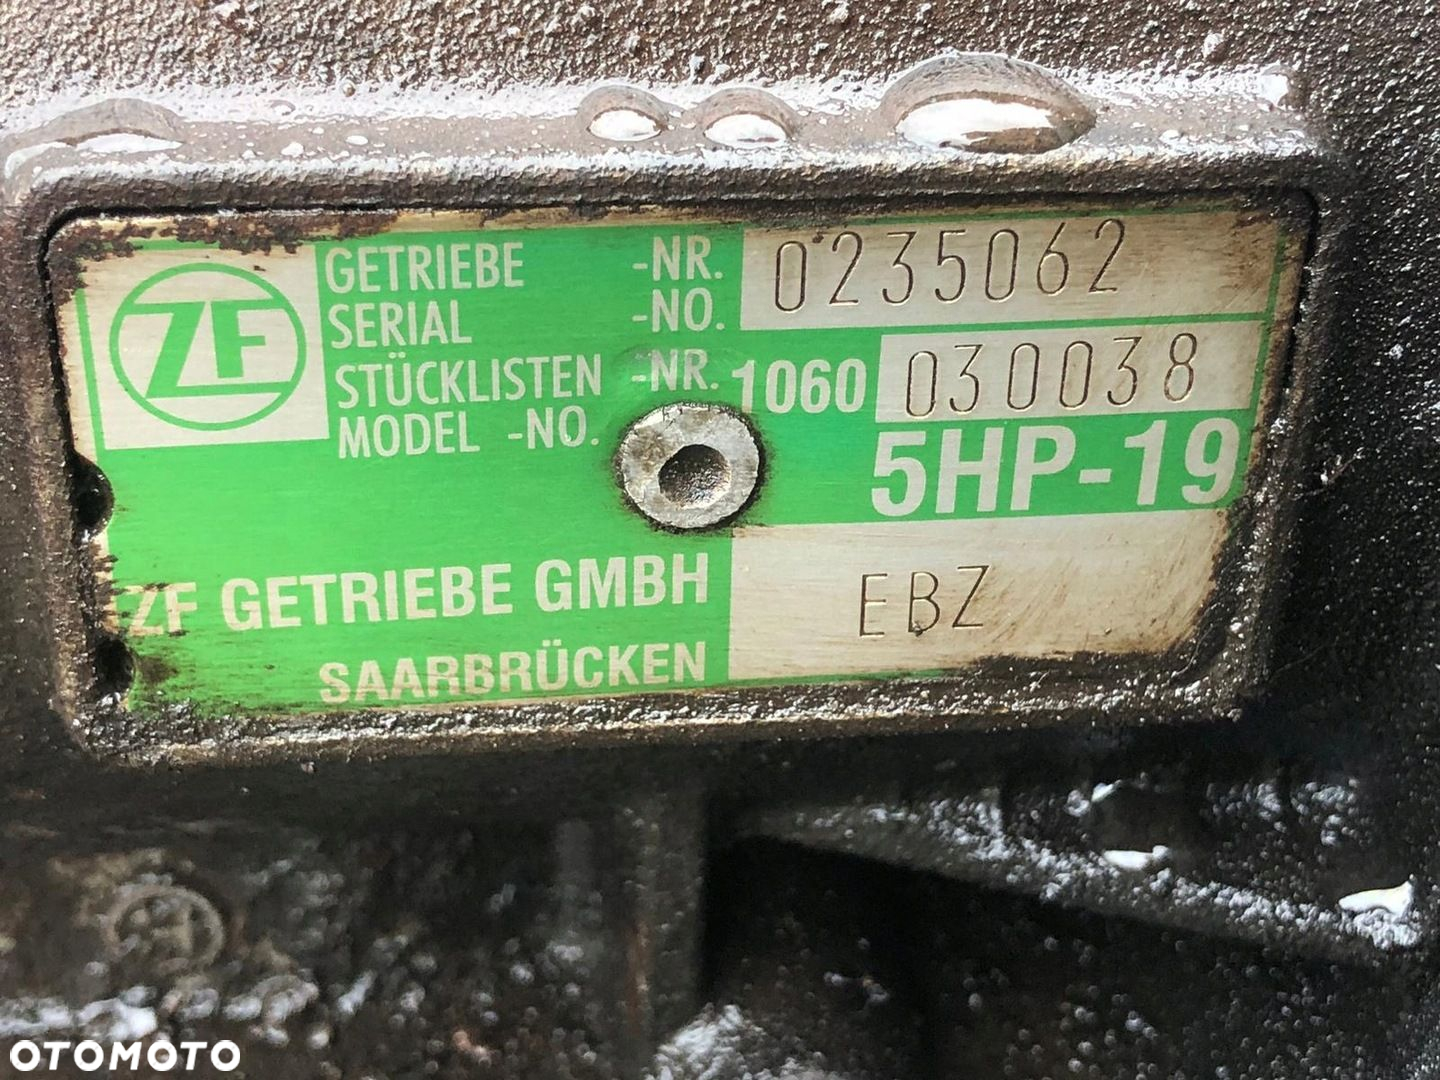 ZF
GETRIEBE -NR. 0235062
SERIAL -NO.
STÜCKLISTEN -NR. 1060 030038
MODEL -NO.
5HP-19
ZF GETRIEBE GMBH
EBZ
SAARBRÜCKEN
OTOMOTO